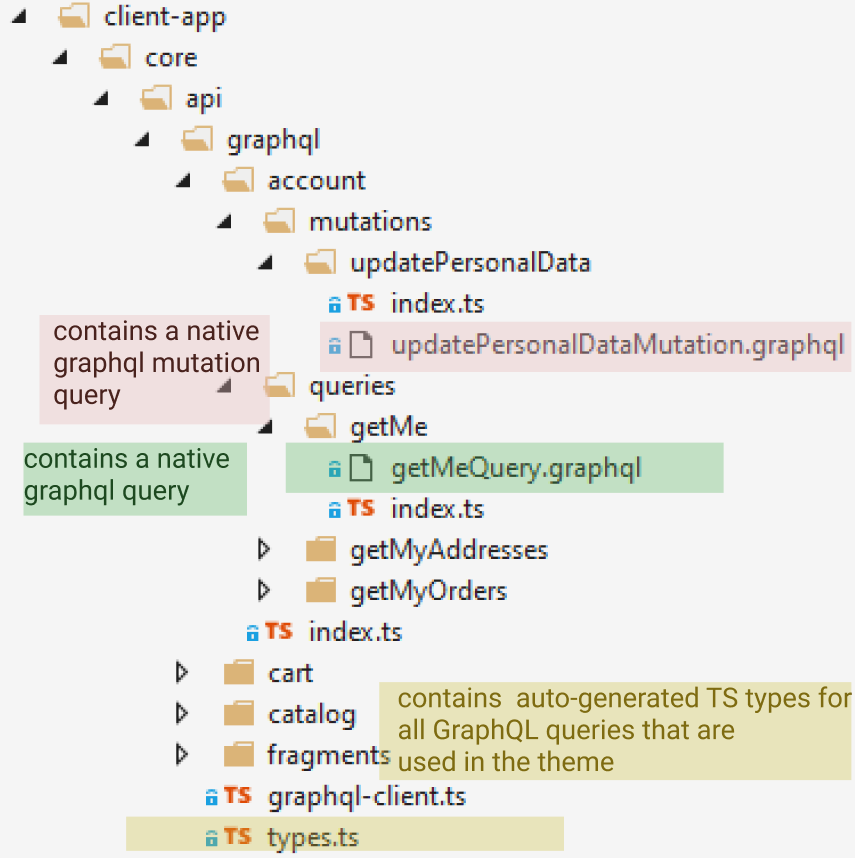 client-app
core
api
graphql
account
mutations
updatePersonalData
TS index.ts
contains a native
graphql mutation
query
updatePersonalDataMutation.graphql
queries
getMe
contains a native
graphql query
getMeQuery.graphql
TS index.ts
getMyAddresses
getMyOrders
TS index.ts
cart
catalog
fragments
contains auto-generated TS types for
all GraphQL queries that are
used in the theme
TS graphql-client.ts
TS types.ts